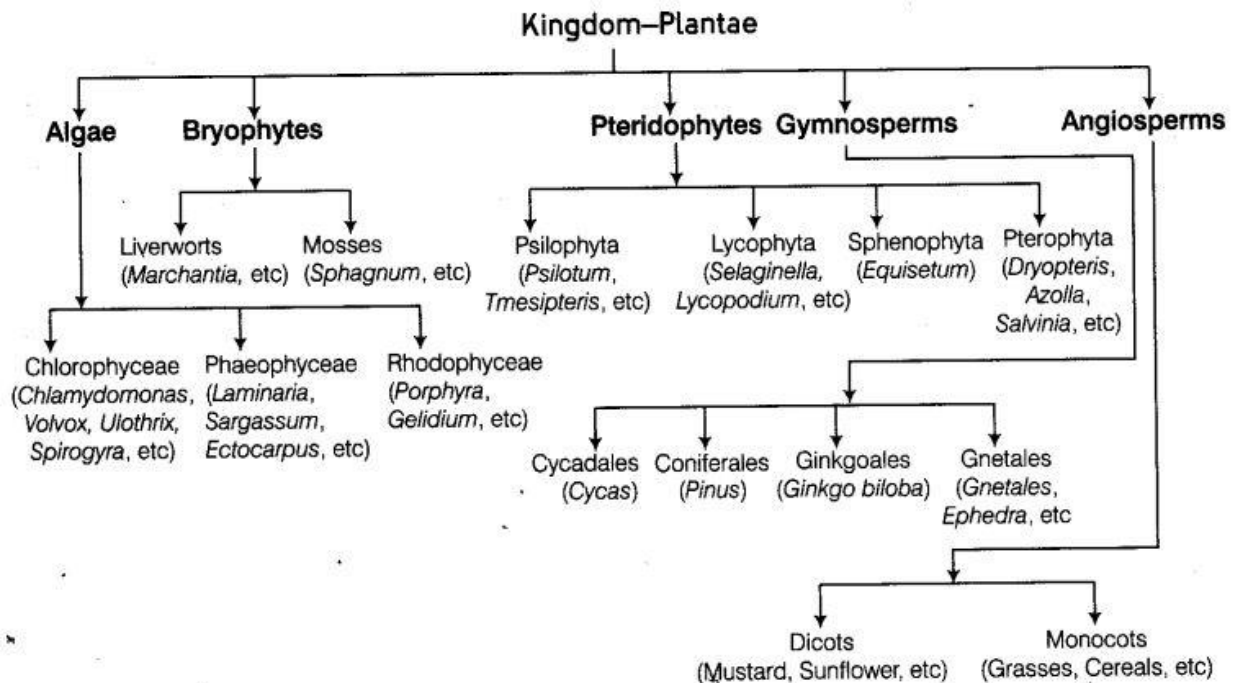 Kingdom–Plantae
Algae
Bryophytes
Pteridophytes
Gymnosperms
Angiosperms
Liverworts
(Marchantia, etc)
Mosses
(Sphagnum, etc)
Psilophyta
(Psilotum,
Tmesipteris, etc)
Lycophyta
(Selaginella,
Lycopodium, etc)
Sphenophyta
(Equisetum)
Pterophyta
(Dryopteris,
Azolla,
Salvinia, etc)
Chlorophyceae
(Chlamydomonas,
Volvox, Ulothrix,
Spirogyra, etc)
Phaeophyceae
(Laminaria,
Sargassum,
Ectocarpus, etc)
Rhodophyceae
(Porphyra,
Gelidium, etc)
Cycadales
(Cycas)
Coniferales
(Pinus)
Ginkgoales
(Ginkgo biloba)
Gnetales
(Gnetales,
Ephedra, etc
Dicots
(Mustard, Sunflower, etc)
Monocots
(Grasses, Cereals, etc)